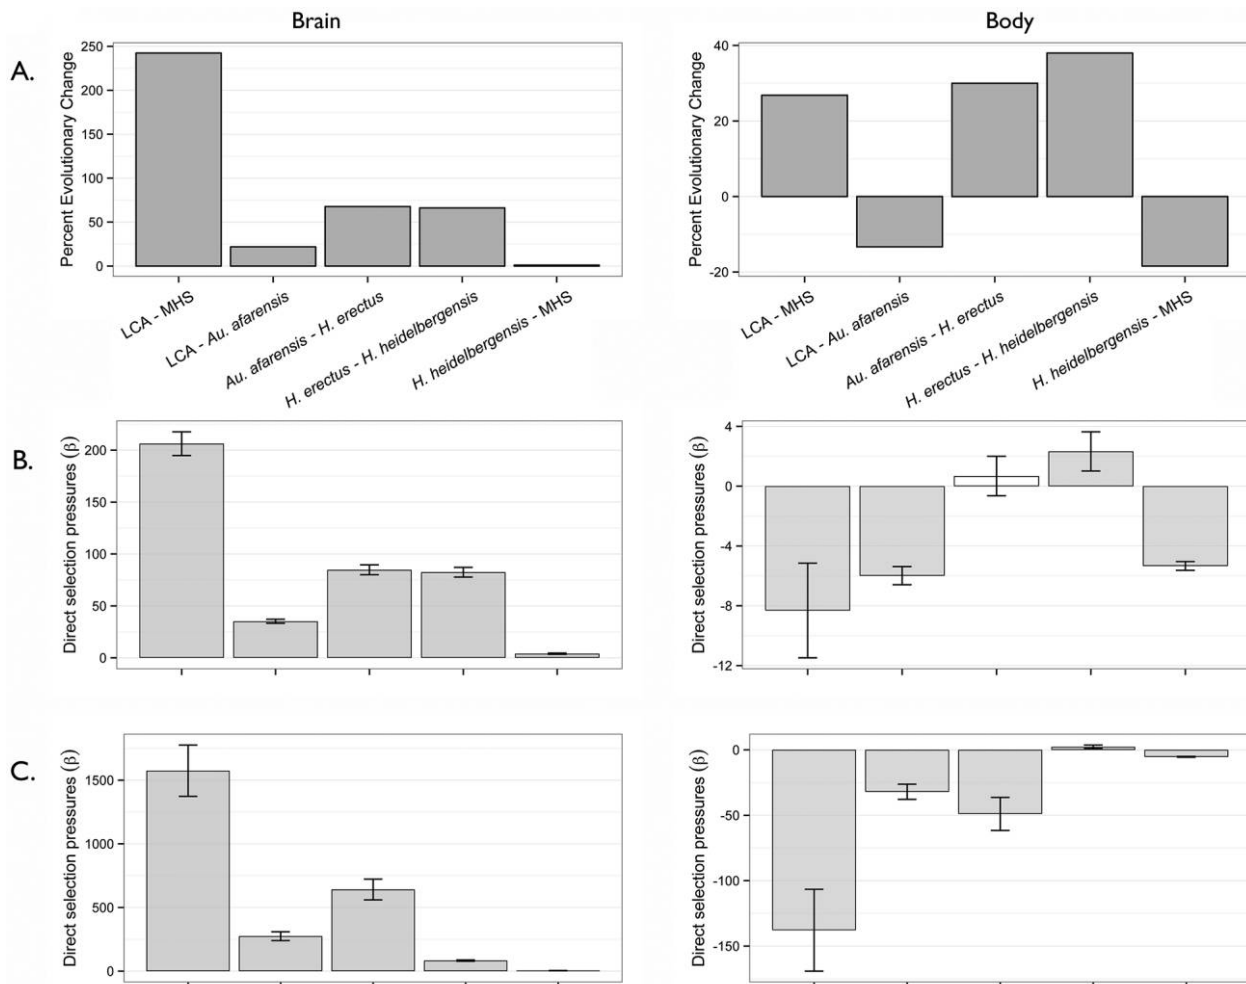 Brain
Body
A.
Percent Evolutionary Change
250
200
150
100
50
0
LCA - MHS
LCA - Au. afarensis
Au. afarensis - H. erectus
H. erectus - H. heidelbergensis
H. heidelbergensis - MHS
Percent Evolutionary Change
40
20
0
-20
LCA - MHS
LCA - Au. afarensis
Au. afarensis - H. erectus
H. erectus - H. heidelbergensis
H. heidelbergensis - MHS
B.
Direct selection pressures (β)
200
150
100
50
0
Direct selection pressures (β)
4
0
-4
-8
-12
C.
Direct selection pressures (β)
1500
1000
500
0
Direct selection pressures (β)
0
-50
-100
-150